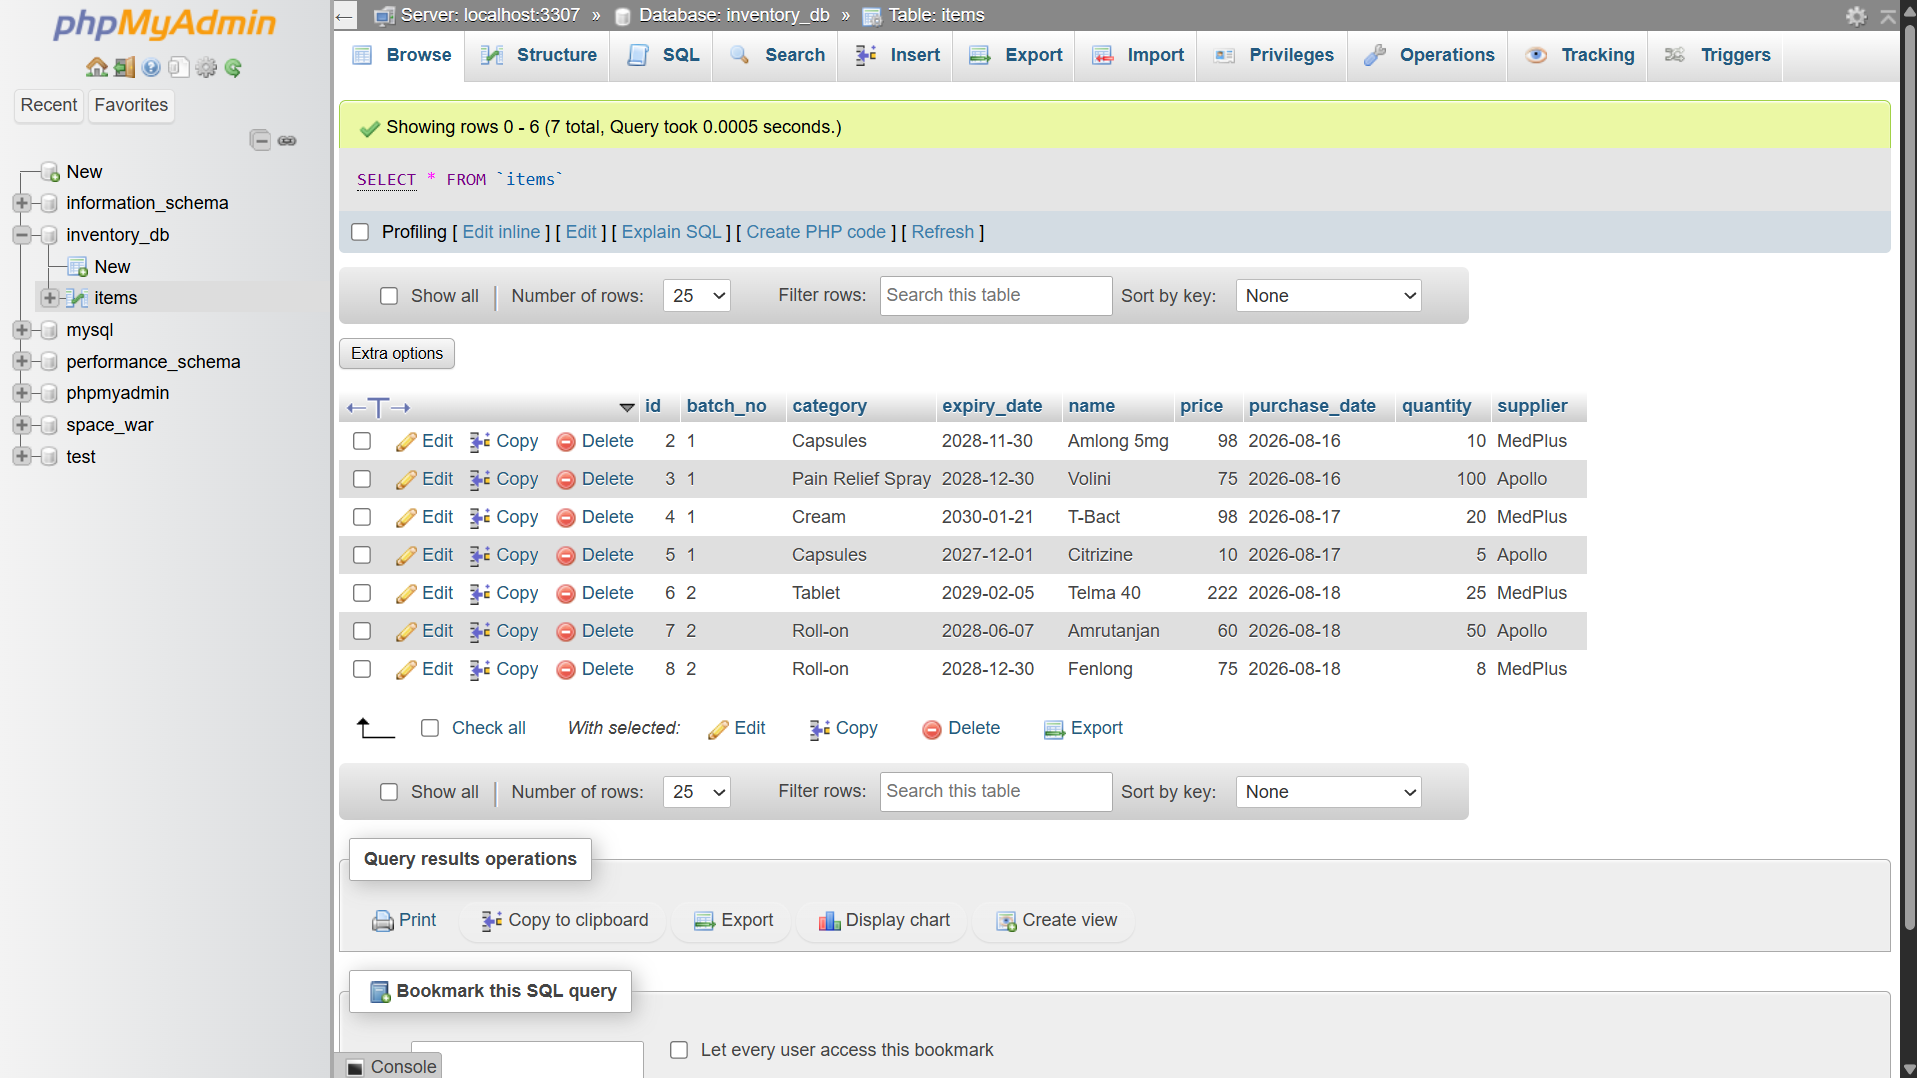 phpMyAdmin
Recent Favorites
New
information_schema
inventory_db
New
items
mysql
performance_schema
phpmyadmin
space_war
test
Server: localhost:3307 » Database: inventory_db » Table: items
Browse Structure SQL Search Insert Export Import Privileges Operations Tracking Triggers
Showing rows 0 - 6 (7 total, Query took 0.0005 seconds.)
SELECT * FROM `items`
Profiling [ Edit inline ] [ Edit ] [ Explain SQL ] [ Create PHP code ] [ Refresh ]
Show all | Number of rows: 25 Filter rows: Search this table Sort by key: None
Extra options
id batch_no category expiry_date name price purchase_date quantity supplier
Edit Copy Delete 2 1 Capsules 2028-11-30 Amlong 5mg 98 2026-08-16 10 MedPlus
Edit Copy Delete 3 1 Pain Relief Spray 2028-12-30 Volini 75 2026-08-16 100 Apollo
Edit Copy Delete 4 1 Cream 2030-01-21 T-Bact 98 2026-08-17 20 MedPlus
Edit Copy Delete 5 1 Capsules 2027-12-01 Citrizine 10 2026-08-17 5 Apollo
Edit Copy Delete 6 2 Tablet 2029-02-05 Telma 40 222 2026-08-18 25 MedPlus
Edit Copy Delete 7 2 Roll-on 2028-06-07 Amrutanjan 60 2026-08-18 50 Apollo
Edit Copy Delete 8 2 Roll-on 2028-12-30 Fenlong 75 2026-08-18 8 MedPlus
Check all With selected: Edit Copy Delete Export
Show all | Number of rows: 25 Filter rows: Search this table Sort by key: None
Query results operations
Print Copy to clipboard Export Display chart Create view
Bookmark this SQL query
Let every user access this bookmark
Console